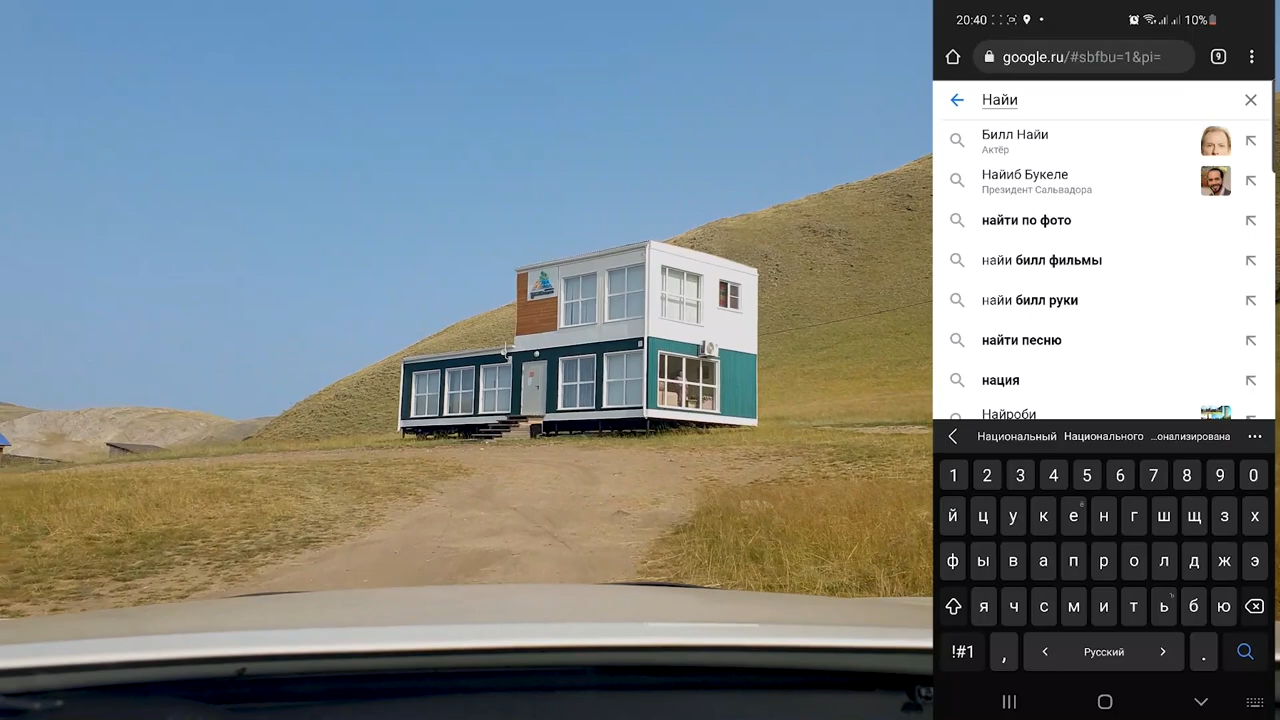 20:40
10%
google.ru/#sbfbu=1&pi=
9
Найи
Билл Найи
Актёр
Найиб Букеле
Президент Сальвадора
найти по фото
найи билл фильмы
найи билл руки
найти песню
нация
Найроби
Национальный Национального ...онализирована
1 2 3 4 5 6 7 8 9 0
й ц у к е ё н г ш щ з х
ф ы в а п р о л д ж э
я ч с м и т ь ъ б ю
!#1 , Русский .